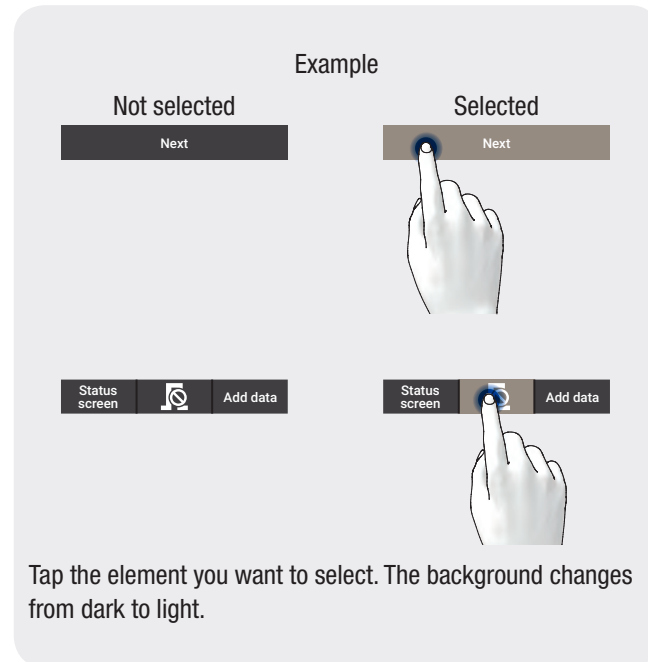 Example
Not selected
Selected
Next
Next
Status
screen
Add data
Status
screen
Add data
Tap the element you want to select. The background changes
from dark to light.